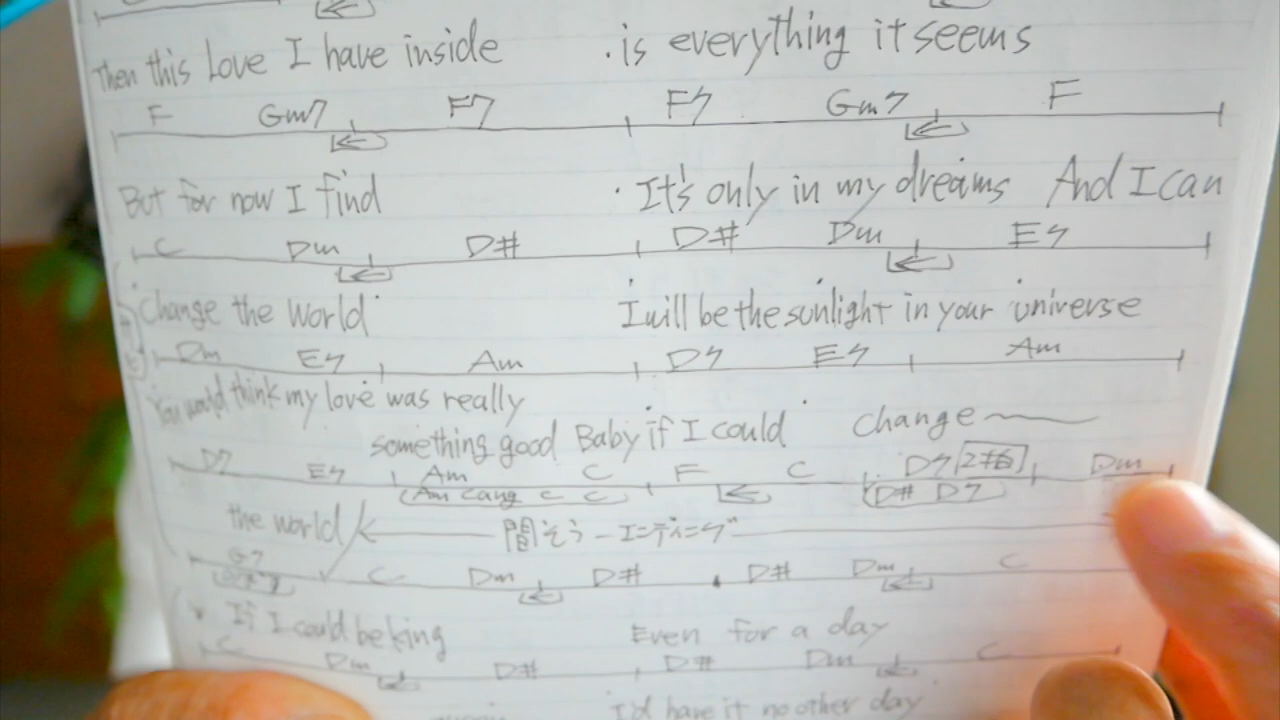 Then this Love I have inside ・is everything it seems
F Gm7 F7 F7 Gm7 F
But for now I find ・It's only in my dreams And I can
C Dm D# D# Dm E7
Change the World I will be the sunlight in your universe
Dm E7 Am D7 E7 Am
You would think my love was really
something good Baby if I could change
D7 E7 Am C F C D7 2番 Dm
Am C C D# D7
the world 間そう-エンディング
G7 C Dm D# D# Dm C
If I could be king Even for a day
C Dm D# D# Dm C
I'd have it no other day